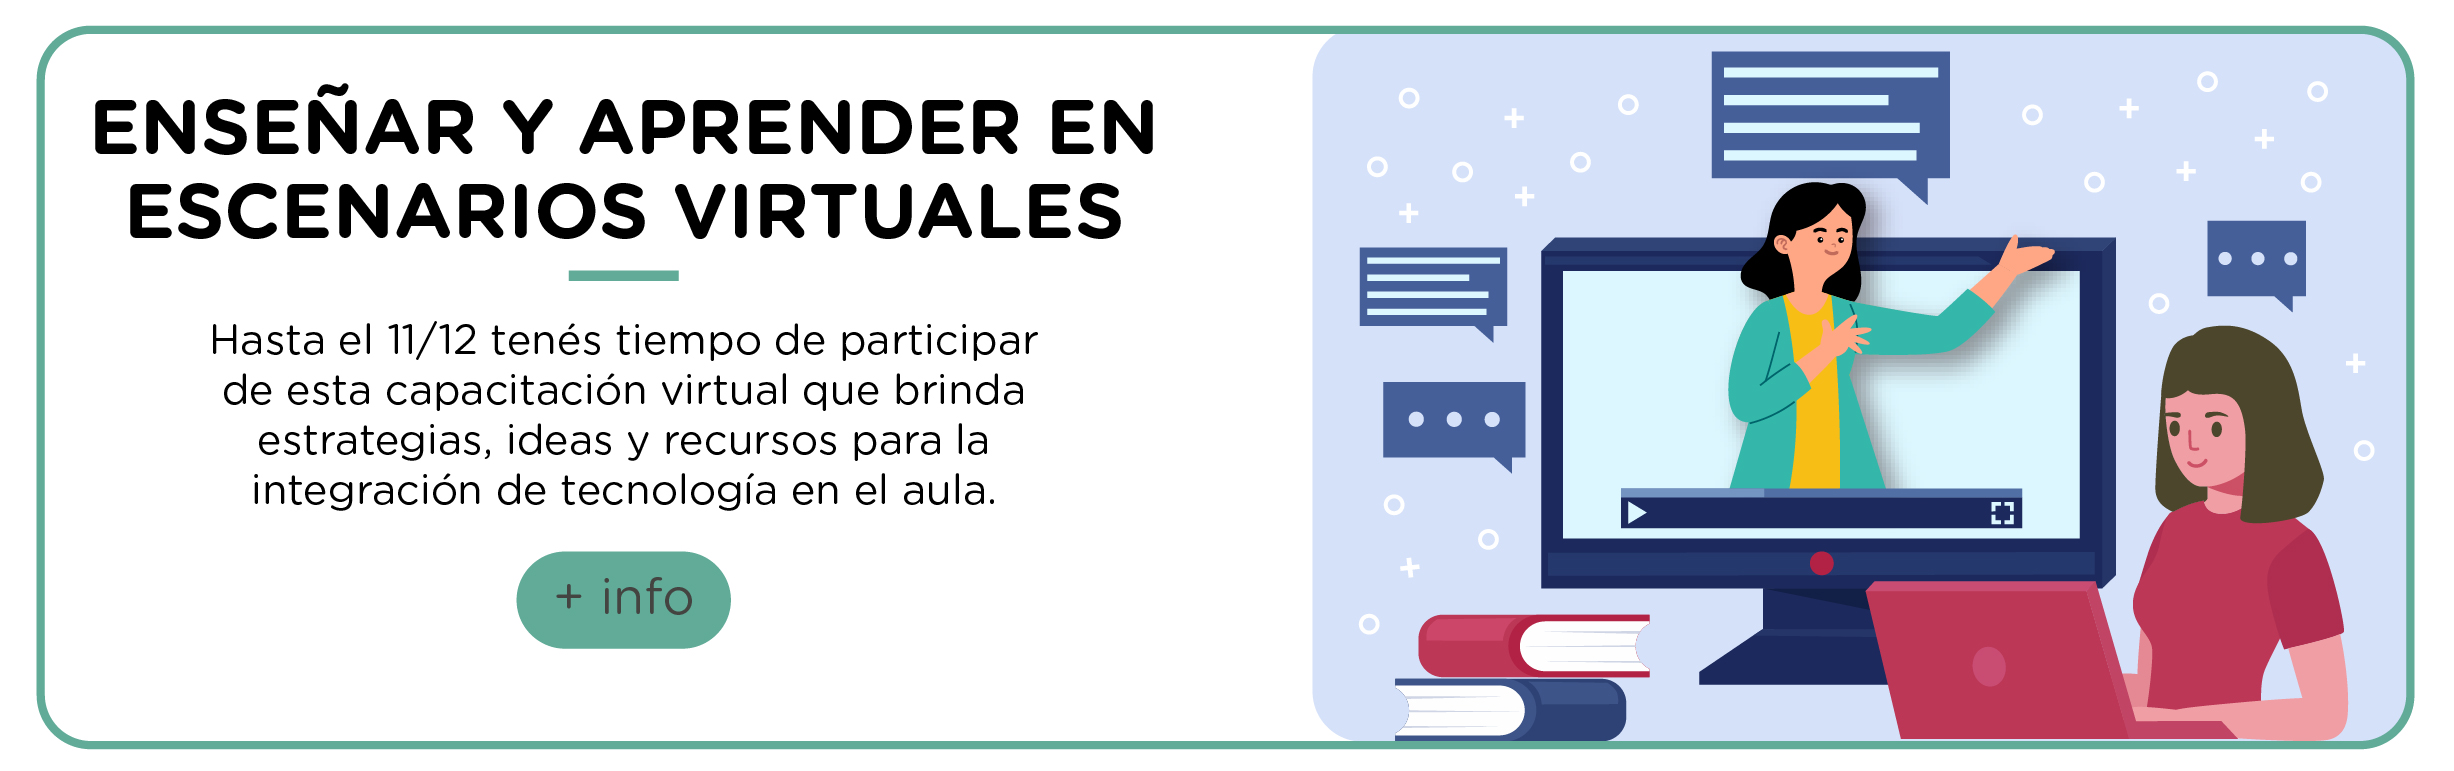 ENSEÑAR Y APRENDER EN
ESCENARIOS VIRTUALES
Hasta el 11/12 tenés tiempo de participar
de esta capacitación virtual que brinda
estrategias, ideas y recursos para la
integración de tecnología en el aula.
+ info